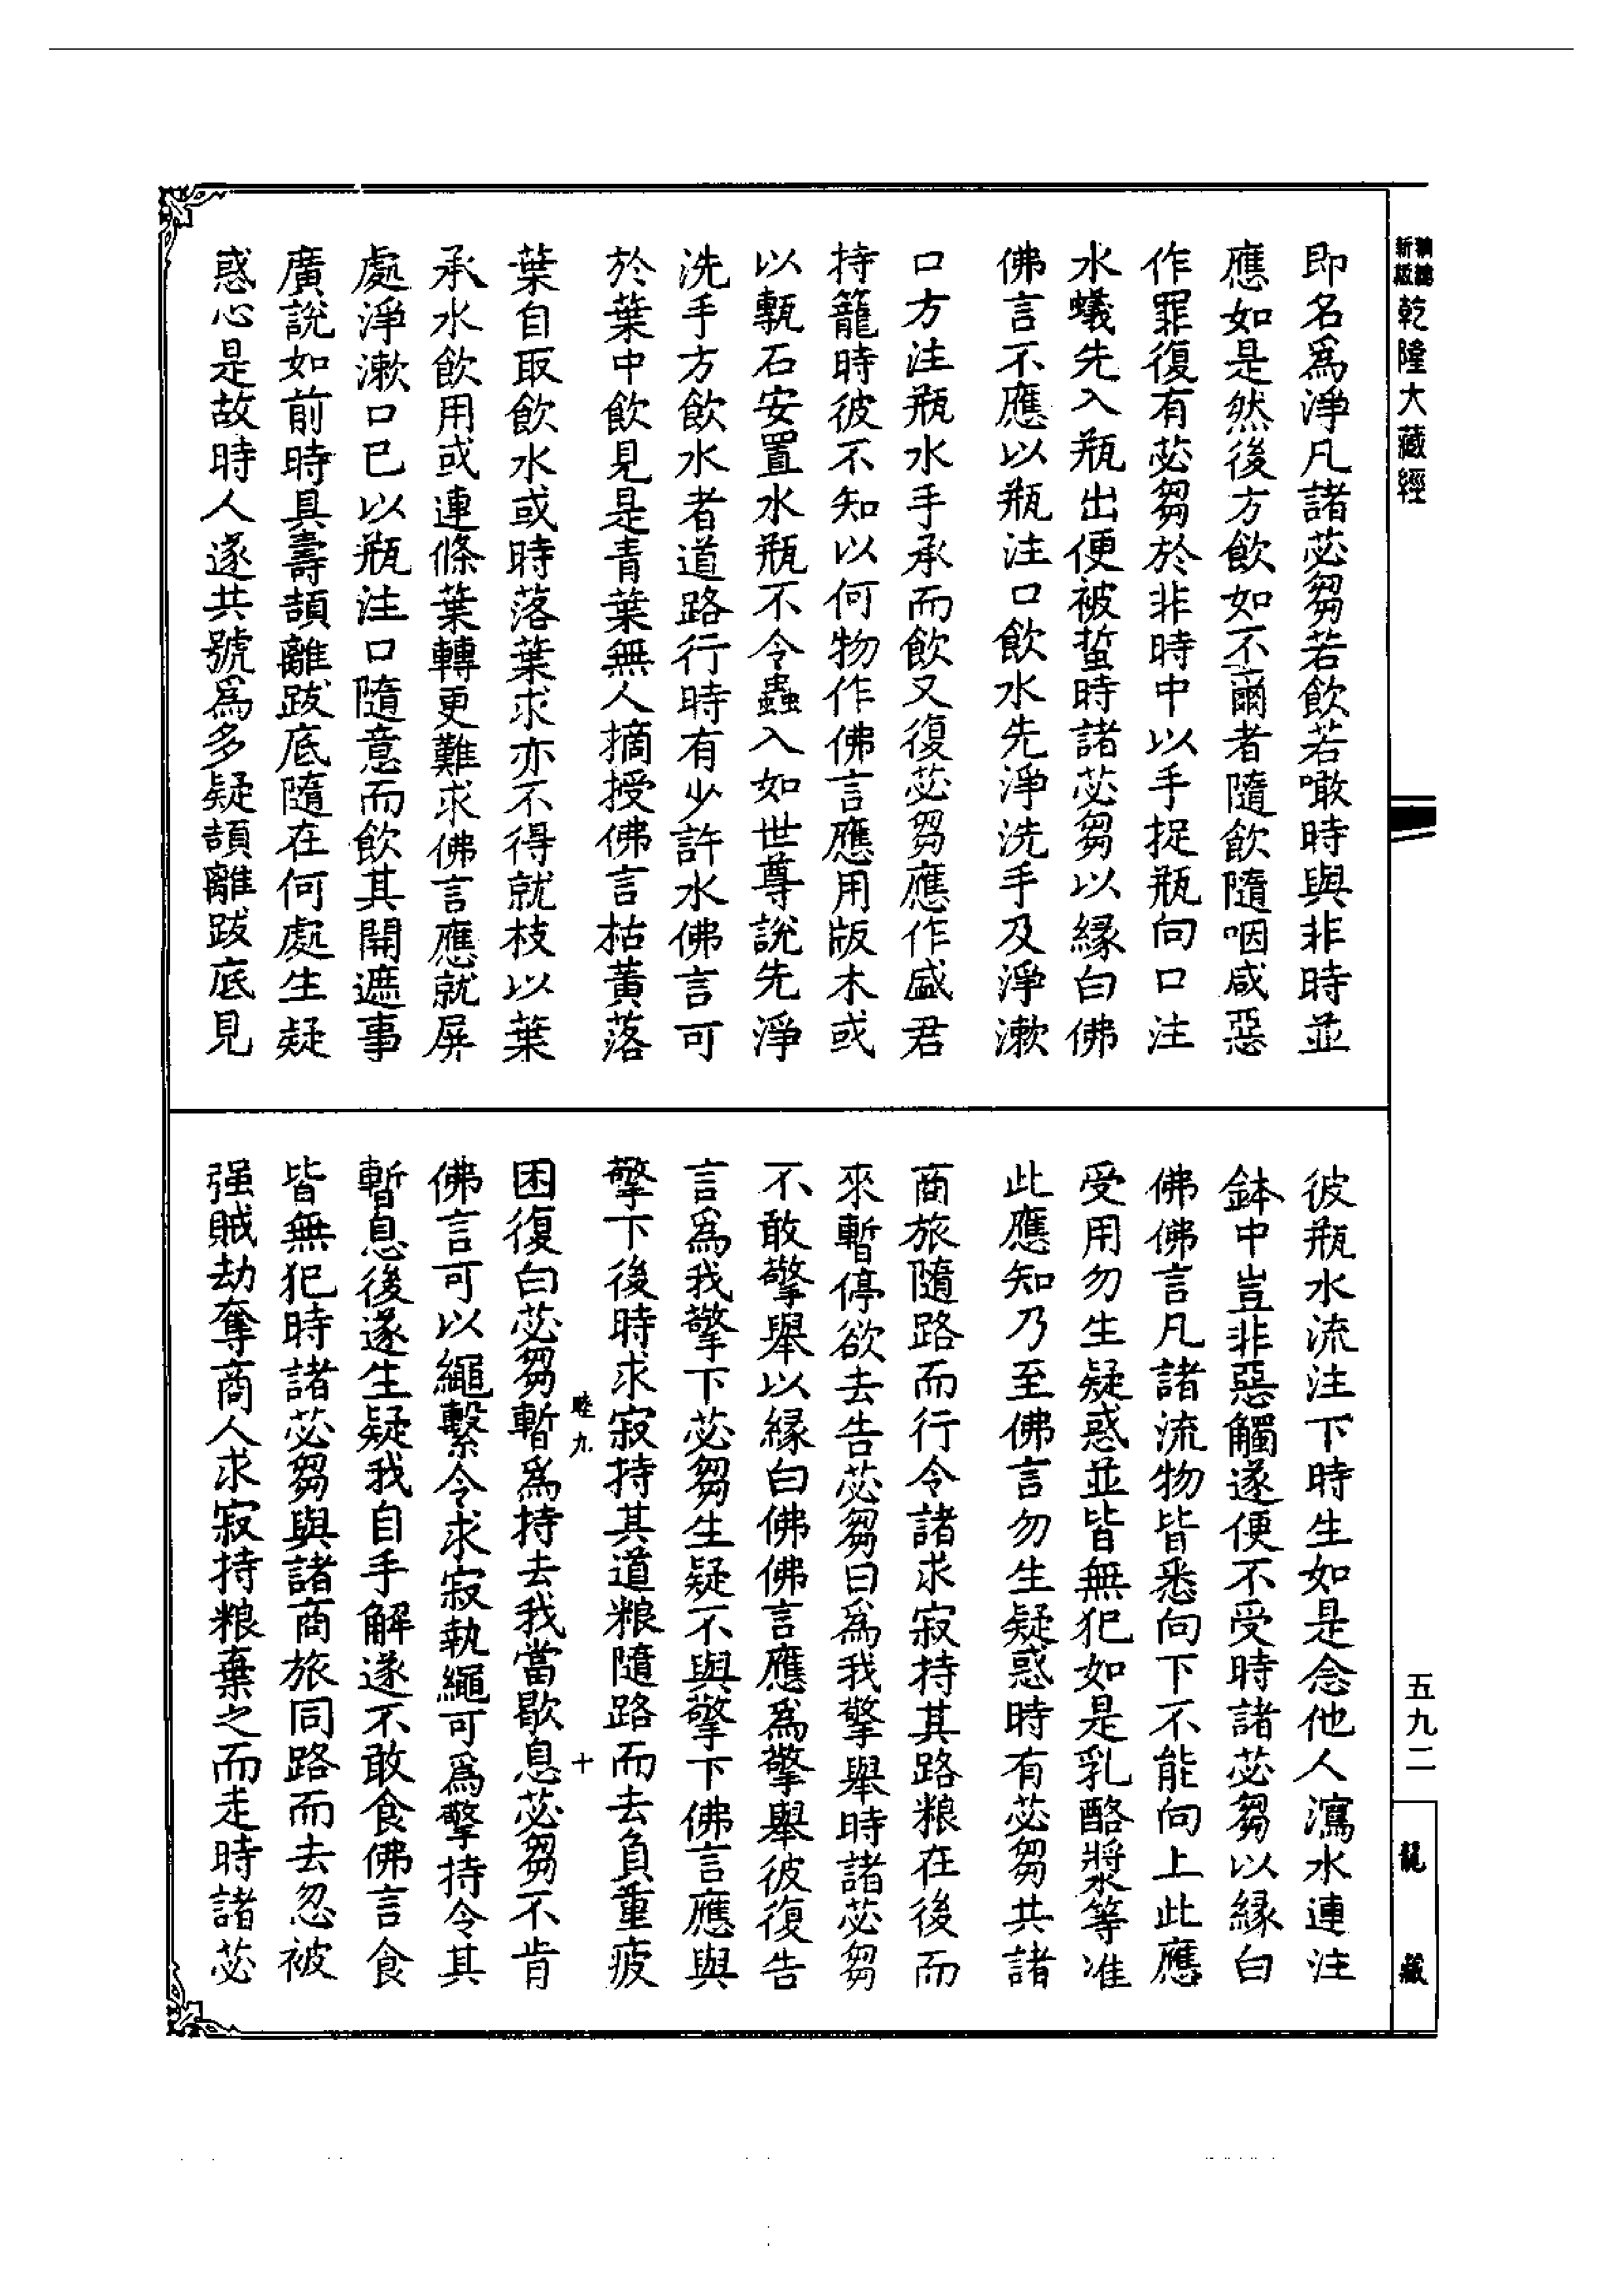 新版
乾隆大藏經
即名爲淨凡諸苾芻若飲若噉時與非時並
應如是然後方飲如不爾者隨飲隨咽咸惡
作罪復有苾芻於非時中以手捉瓶向口注
水蟻先入瓶出便被蜇時諸苾芻以緣白佛
佛言不應以瓶注口飲水先淨洗手及淨漱
口方注瓶水手承而飲又復苾芻應作盛君
持籠時彼不知以何物作佛言應用版木或
以甎石安置水瓶不令蟲入如世尊說先淨
洗手方飲水者道路行時有少許水佛言可
於葉中飲見是青葉無人摘授佛言枯黃落
葉自取飲水或時落葉求亦不得就枝以葉
承水飲用或連條葉轉更難求佛言應就屏
處淨漱口已以瓶注口隨意而飲其開遮事
廣說如前時具壽頡離跋底隨在何處生疑
惑心是故時人遂共號爲多疑頡離跋底見
彼瓶水流注下時生如是念他人瀉水連注
鉢中豈非惡觸遂便不受時諸苾芻以緣白
佛佛言凡諸流物皆悉向下不能向上此應
受用勿生疑惑並皆無犯如是乳酪漿水等准
此應知乃至佛言勿生疑惑時有苾芻共諸
商旅隨路而行令諸求寂持其路粮在後而
來暫停欲去告苾芻曰爲我擎舉時諸苾芻
不敢擎舉以緣白佛佛言應爲擎舉彼復告
言爲我擎下苾芻生疑不與擎下佛言應與
擎下後時求寂持其道粮隨路而去負重疲
睦九
十
困復白苾芻暫爲持去我當歇息苾芻不肯
佛言可以繩繫令求寂執繩可爲擎持令其
暫息後遂生疑我自手解遂不敢食佛言食
皆無犯時諸苾芻與諸商旅同路而去忽被
强賊劫奪商人求寂持粮棄之而走時諸苾
五九二
龍藏